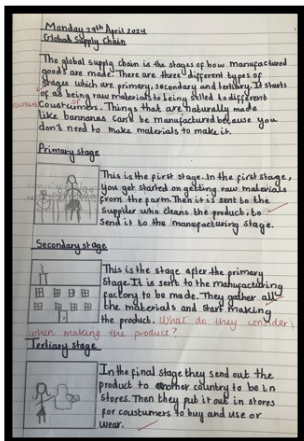 Monday 29th April 2024
Global Supply Chain
The global supply chain is the stages of how manufactured
goods are made. There are three different types of
stages which are primary, secondary and tertiary. It starts
of as being raw materials to being selled to different
Cousteumers. Things that are naturally made
like bannanas can't be manufactured because you
don't need to make materials to make it.
Primary stage
This is the first stage. In the first stage,
you get started on getting raw materials
from the farm. Then it is sent to the
supplier who cleans the product, to
send it to the manufacturing stage.
Secondary stage
This is the stage after the primary
stage. It is sent to the manufacturing
factory to be made. They gather all
the materials and start making
the product. What do they consider
when making the product?
Tertiary stage
In the final stage they send out the
product to another country to be in
stores. Then they put it out in stores
for coustumers to buy and use or
wear.